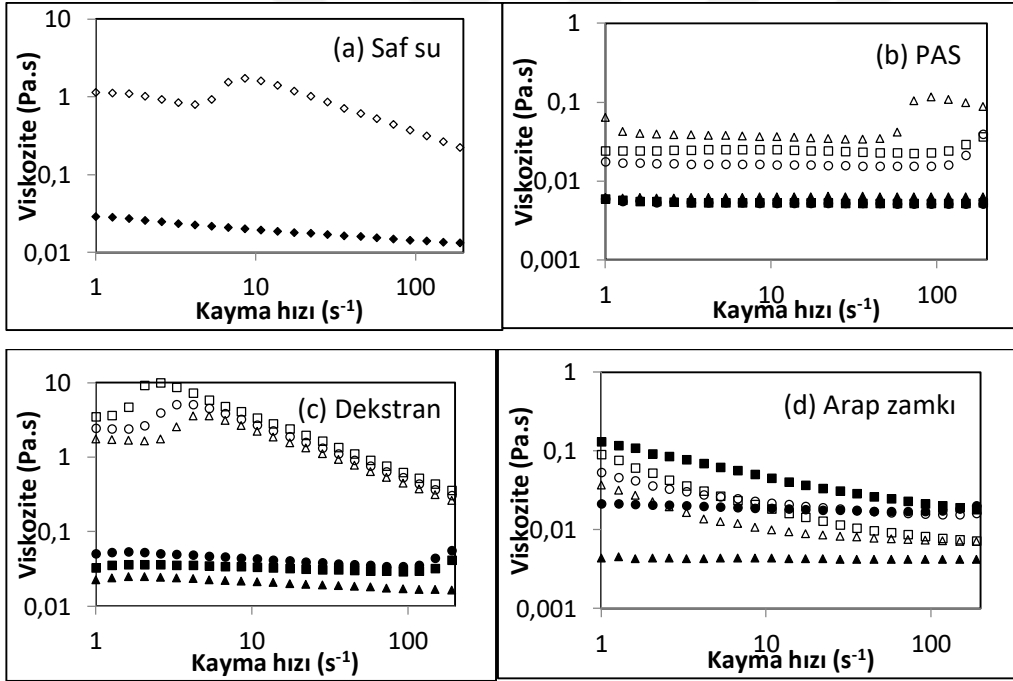 10
1
0,1
0,01
1
10
100
Viskozite (Pa.s)
Kayma hızı (s⁻¹)
(a) Saf su
1
0,1
0,01
0,001
1
10
100
Viskozite (Pa.s)
Kayma hızı (s⁻¹)
(b) PAS
10
1
0,1
0,01
1
10
100
Viskozite (Pa.s)
Kayma hızı (s⁻¹)
(c) Dekstran
1
0,1
0,01
0,001
1
10
100
Viskozite (Pa.s)
Kayma hızı (s⁻¹)
(d) Arap zamkı